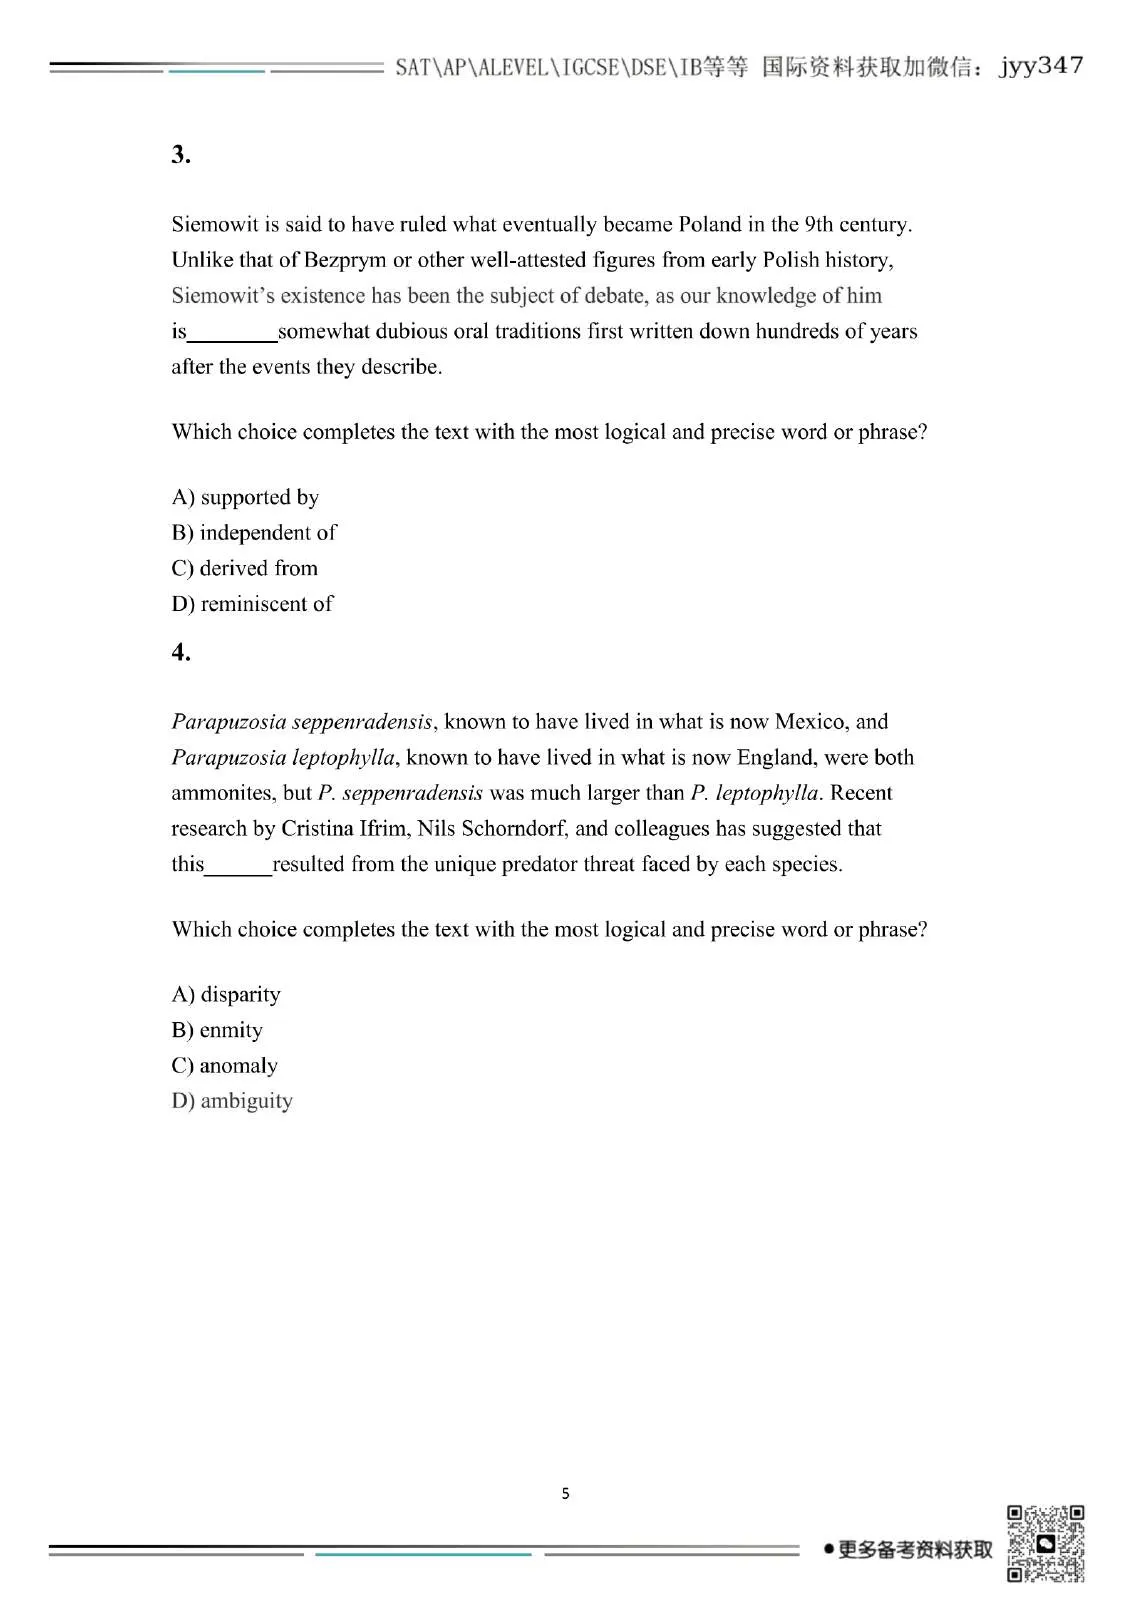 SAT\AP\ALEVEL\IGCSE\DSE\IB等等 国际资料获取加微信：jyy347
3.
Siemowit is said to have ruled what eventually became Poland in the 9th century.
Unlike that of Bezprym or other well-attested figures from early Polish history,
Siemowit’s existence has been the subject of debate, as our knowledge of him
is________somewhat dubious oral traditions first written down hundreds of years
after the events they describe.
Which choice completes the text with the most logical and precise word or phrase?
A) supported by
B) independent of
C) derived from
D) reminiscent of
4.
Parapuzosia seppenradensis, known to have lived in what is now Mexico, and
Parapuzosia leptophylla, known to have lived in what is now England, were both
ammonites, but P. seppenradensis was much larger than P. leptophylla. Recent
research by Cristina Ifrim, Nils Schorndorf, and colleagues has suggested that
this______resulted from the unique predator threat faced by each species.
Which choice completes the text with the most logical and precise word or phrase?
A) disparity
B) enmity
C) anomaly
D) ambiguity
5
●更多备考资料获取